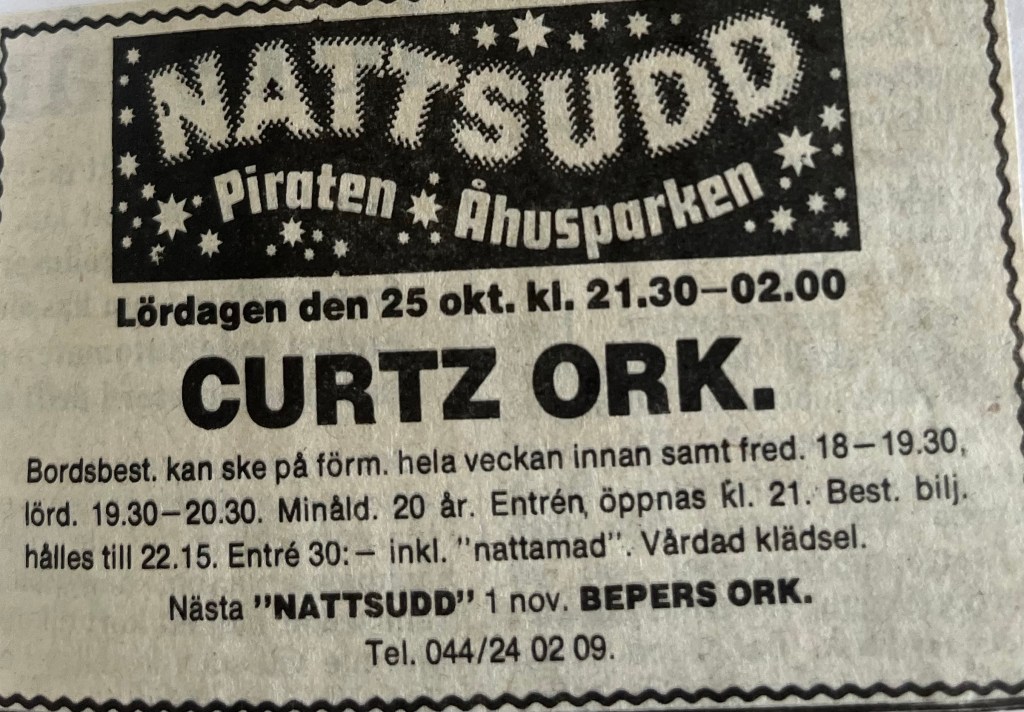 NATTSUDD
Piraten Åhusparken
Lördagen den 25 okt. kl. 21.30–02.00
CURTZ ORK.
Bordsbest. kan ske på förm. hela veckan innan samt fred. 18–19.30,
lörd. 19.30–20.30. Minåld. 20 år. Entrén öppnas kl. 21. Best. bilj.
hålles till 22.15. Entré 30:– inkl. "nattamad". Vårdad klädsel.
Nästa "NATTSUDD" 1 nov. BEPERS ORK.
Tel. 044/24 02 09.